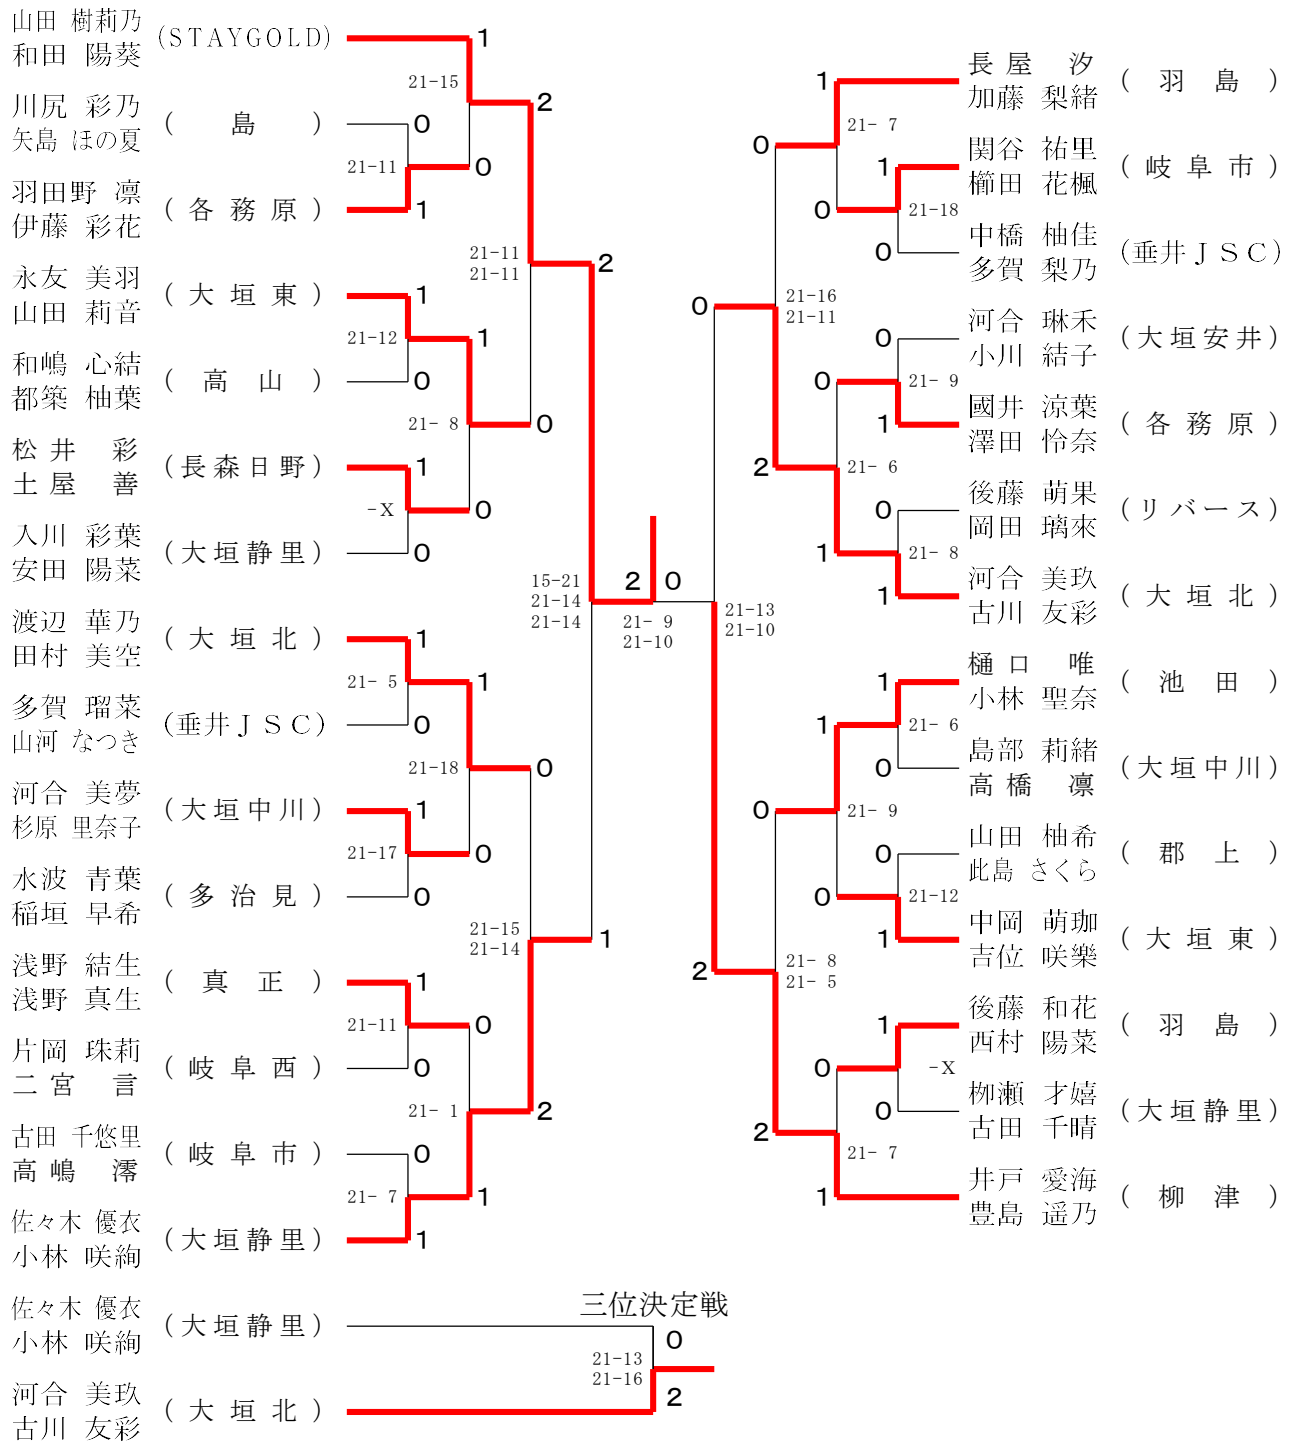 山田 樹莉乃
和田 陽葵
(STAYGOLD)
1
21-15
川尻 彩乃
矢島 ほの夏
( 島 )
0
21-11
0
羽田野 凛
伊藤 彩花
( 各務原 )
1
2
21-11
21-11
永友 美羽
山田 莉音
( 大垣東 )
1
21-12
1
和嶋 心結
都築 柚葉
( 高山 )
0
21- 8
0
松井 彩
土屋 善
(長森日野)
1
-X
0
入川 彩葉
安田 陽菜
(大垣静里)
0
2
15-21
21-14
21-14
渡辺 華乃
田村 美空
( 大垣北 )
1
21- 5
1
多賀 瑠菜
山河 なつき
(垂井ＪＳＣ)
0
21-18
0
河合 美夢
杉原 里奈子
(大垣中川)
1
21-17
0
水波 青葉
稲垣 早希
( 多治見 )
0
21-15
21-14
1
浅野 結生
浅野 真生
( 真正 )
1
21-11
0
片岡 珠莉
二宮 言
( 岐阜西 )
0
21- 1
2
古田 千悠里
高嶋 澪
( 岐阜市 )
0
21- 7
1
佐々木 優衣
小林 咲絢
(大垣静里)
1
2
0
21- 9
21-10
長屋 汐
加藤 梨緒
( 羽島 )
1
21- 7
0
関谷 祐里
櫛田 花楓
( 岐阜市 )
1
21-18
0
中橋 柚佳
多賀 梨乃
(垂井ＪＳＣ)
0
21-16
21-11
0
河合 琳禾
小川 結子
(大垣安井)
0
21- 9
0
國井 涼葉
澤田 怜奈
( 各務原 )
1
21- 6
2
後藤 萌果
岡田 璃來
(リバース)
0
21- 8
1
河合 美玖
古川 友彩
( 大垣北 )
1
21-13
21-10
樋口 唯
小林 聖奈
( 池田 )
1
21- 6
1
島部 莉緒
高橋 凛
(大垣中川)
0
21- 9
0
山田 柚希
此島 さくら
( 郡上 )
0
21-12
0
中岡 萌珈
吉位 咲樂
( 大垣東 )
1
21- 8
21- 5
2
後藤 和花
西村 陽菜
( 羽島 )
1
-X
0
栁瀬 才嬉
古田 千晴
(大垣静里)
0
21- 7
2
井戸 愛海
豊島 遥乃
( 柳津 )
1
三位決定戦
佐々木 優衣
小林 咲絢
(大垣静里)
0
21-13
21-16
河合 美玖
古川 友彩
( 大垣北 )
2